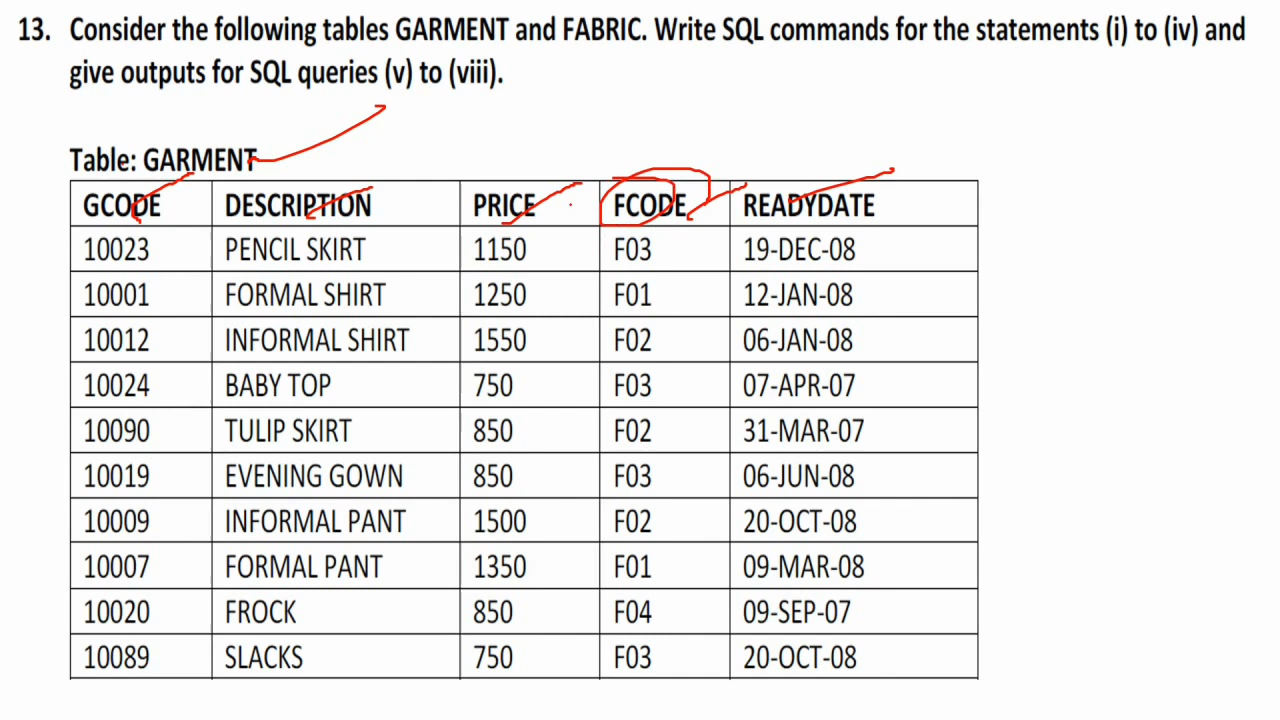 13. Consider the following tables GARMENT and FABRIC. Write SQL commands for the statements (i) to (iv) and
give outputs for SQL queries (v) to (viii).
Table: GARMENT
GCODE DESCRIPTION PRICE FCODE READYDATE
10023 PENCIL SKIRT 1150 F03 19-DEC-08
10001 FORMAL SHIRT 1250 F01 12-JAN-08
10012 INFORMAL SHIRT 1550 F02 06-JAN-08
10024 BABY TOP 750 F03 07-APR-07
10090 TULIP SKIRT 850 F02 31-MAR-07
10019 EVENING GOWN 850 F03 06-JUN-08
10009 INFORMAL PANT 1500 F02 20-OCT-08
10007 FORMAL PANT 1350 F01 09-MAR-08
10020 FROCK 850 F04 09-SEP-07
10089 SLACKS 750 F03 20-OCT-08